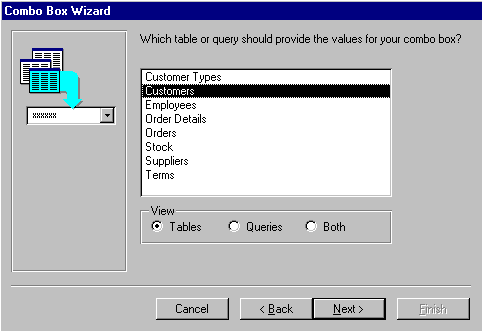 Combo Box Wizard
Which table or query should provide the values for your combo box?
xxxxxx
Customer Types
Customers
Employees
Order Details
Orders
Stock
Suppliers
Terms
View
Tables Queries Both
Cancel < Back Next > Finish